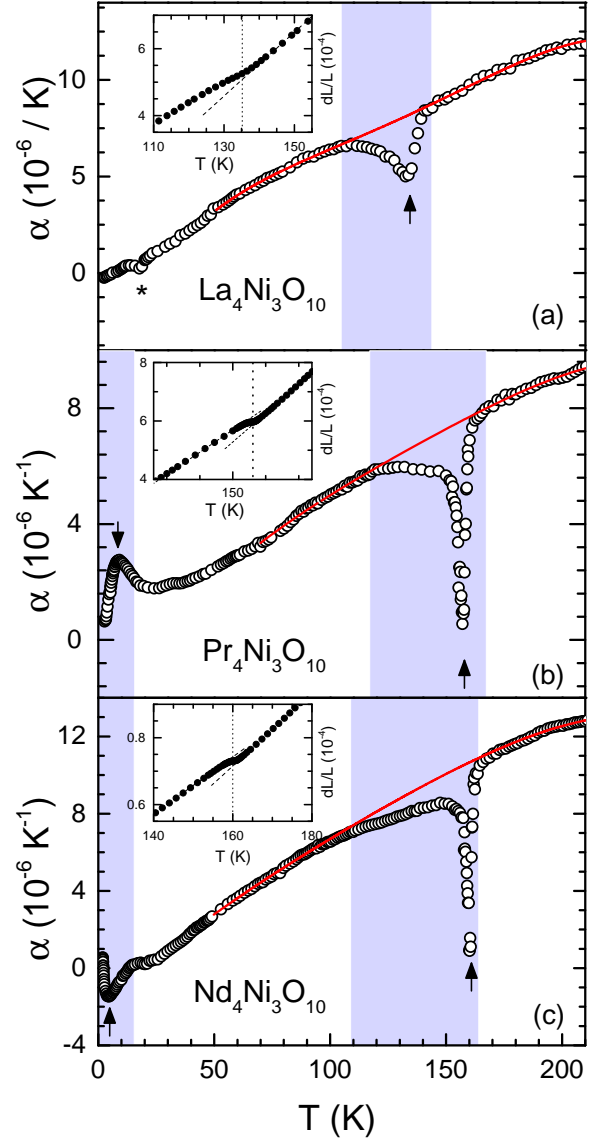 7
6
5
4
110
130
150
T (K)
dL/L (10⁻⁴)
α (10⁻⁶ / K)
10
5
0
*
La₄Ni₃O₁₀
(a)
8
6
4
150
T (K)
dL/L (10⁻⁴)
α (10⁻⁶ K⁻¹)
8
4
0
Pr₄Ni₃O₁₀
(b)
0.8
0.6
140
160
180
T (K)
dL/L (10⁻⁴)
α (10⁻⁶ K⁻¹)
12
8
4
0
-4
Nd₄Ni₃O₁₀
(c)
0
50
100
150
200
T (K)